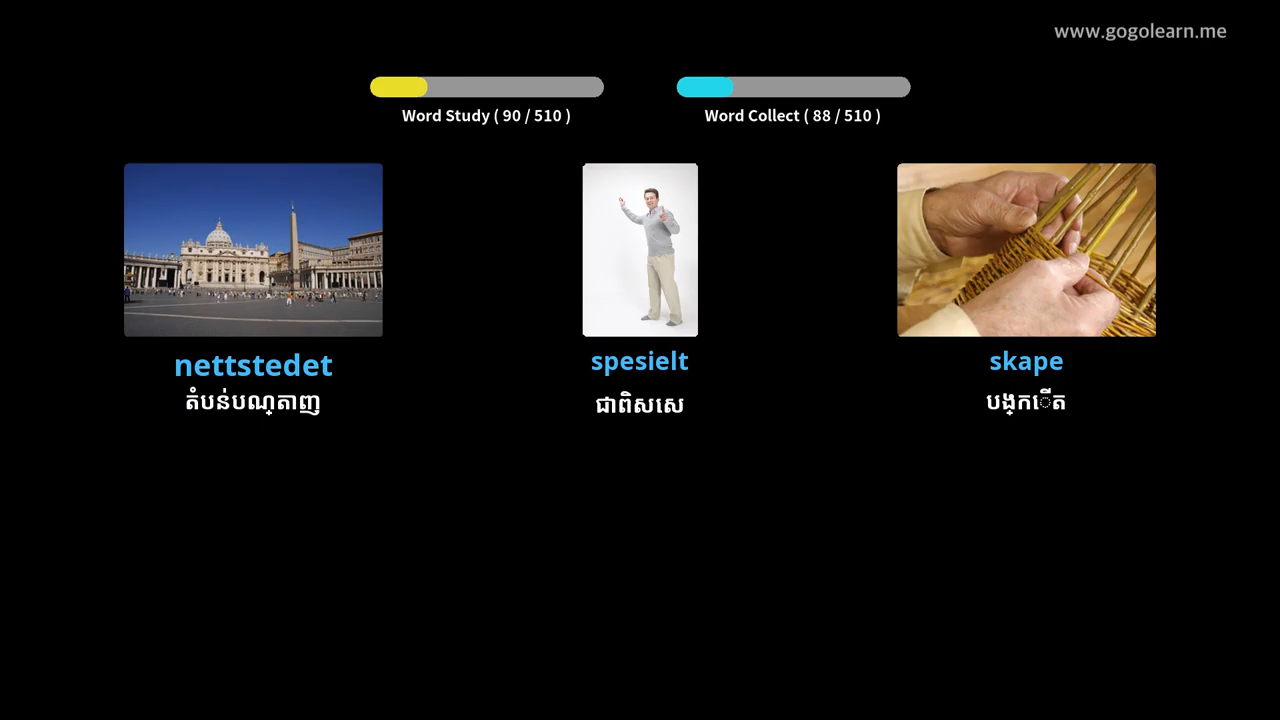 www.gogolearn.me
Word Study ( 90 / 510 )
Word Collect ( 88 / 510 )
nettstedet
តំបន់បណ្តាញ
spesielt
ជាពិសេស
skape
បង្កើត